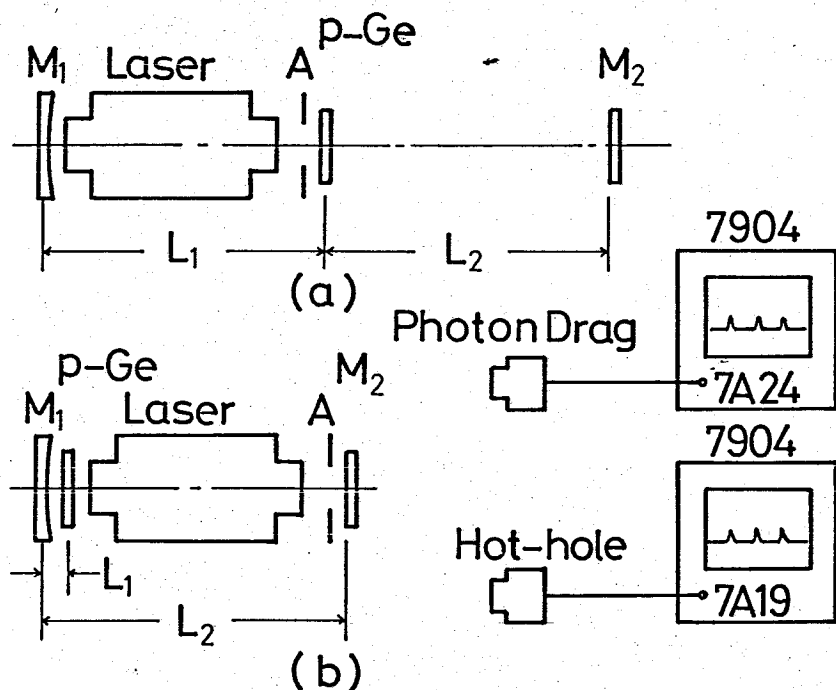 p-Ge
M₁ Laser A M₂
L₁ L₂
(a)
p-Ge
M₁ Laser A M₂
L₁
L₂
(b)
7904
Photon Drag
7A24
7904
Hot-hole
7A19